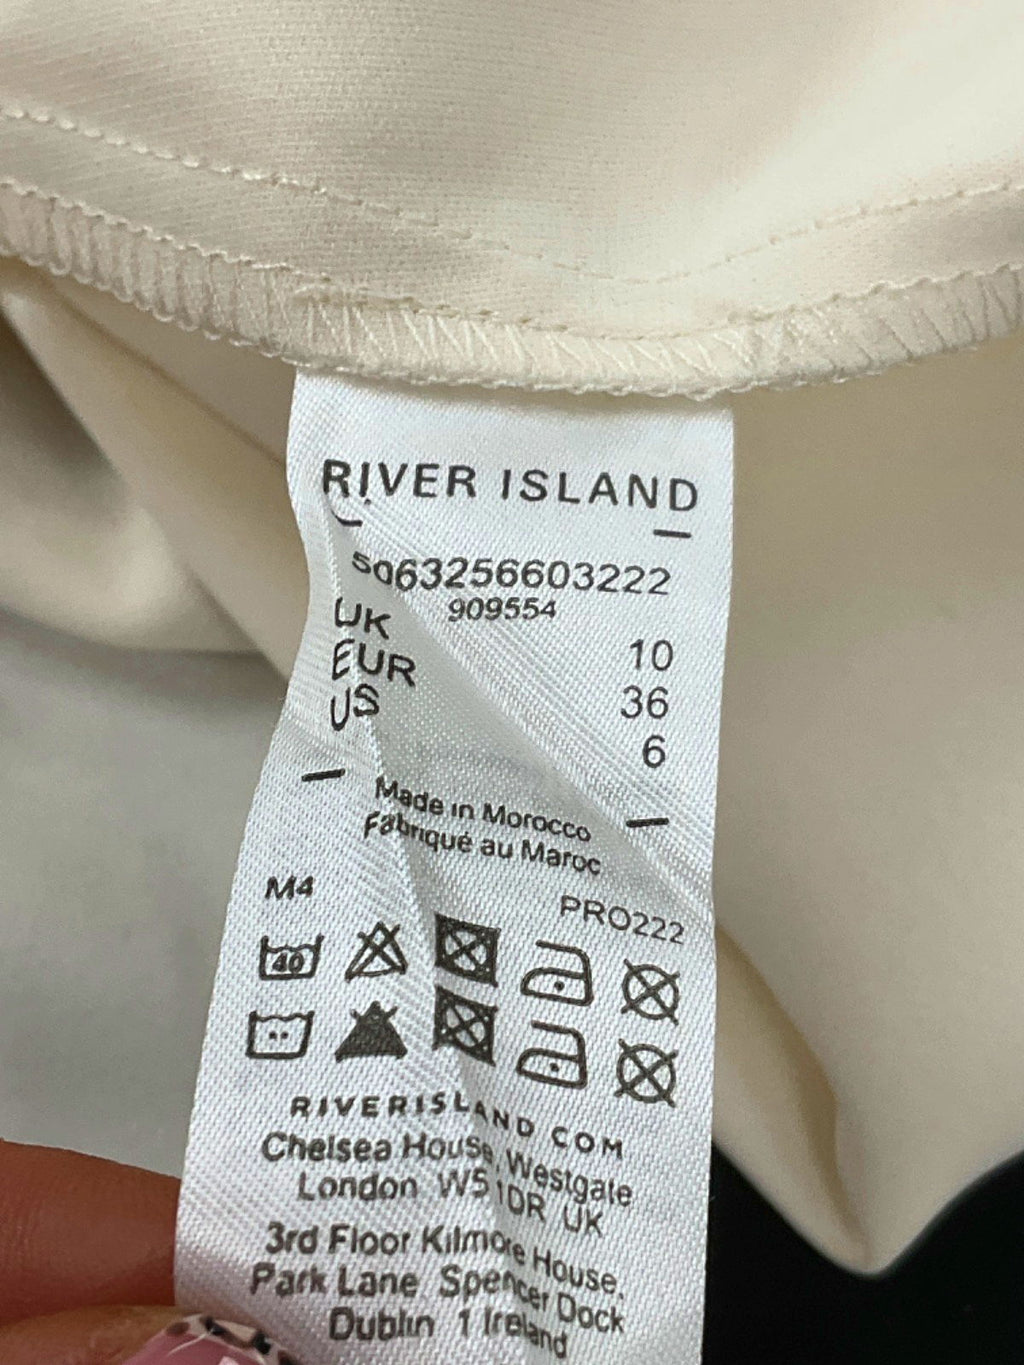 RIVER ISLAND
5063256603222
909554
UK 10
EUR 36
US 6
Made in Morocco
Fabriqué au Maroc
M4
PRO222
40
RIVERISLAND COM
Chelsea House, Westgate
London W5 1DR UK
3rd Floor Kilmore House,
Park Lane Spencer Dock
Dublin 1 Ireland